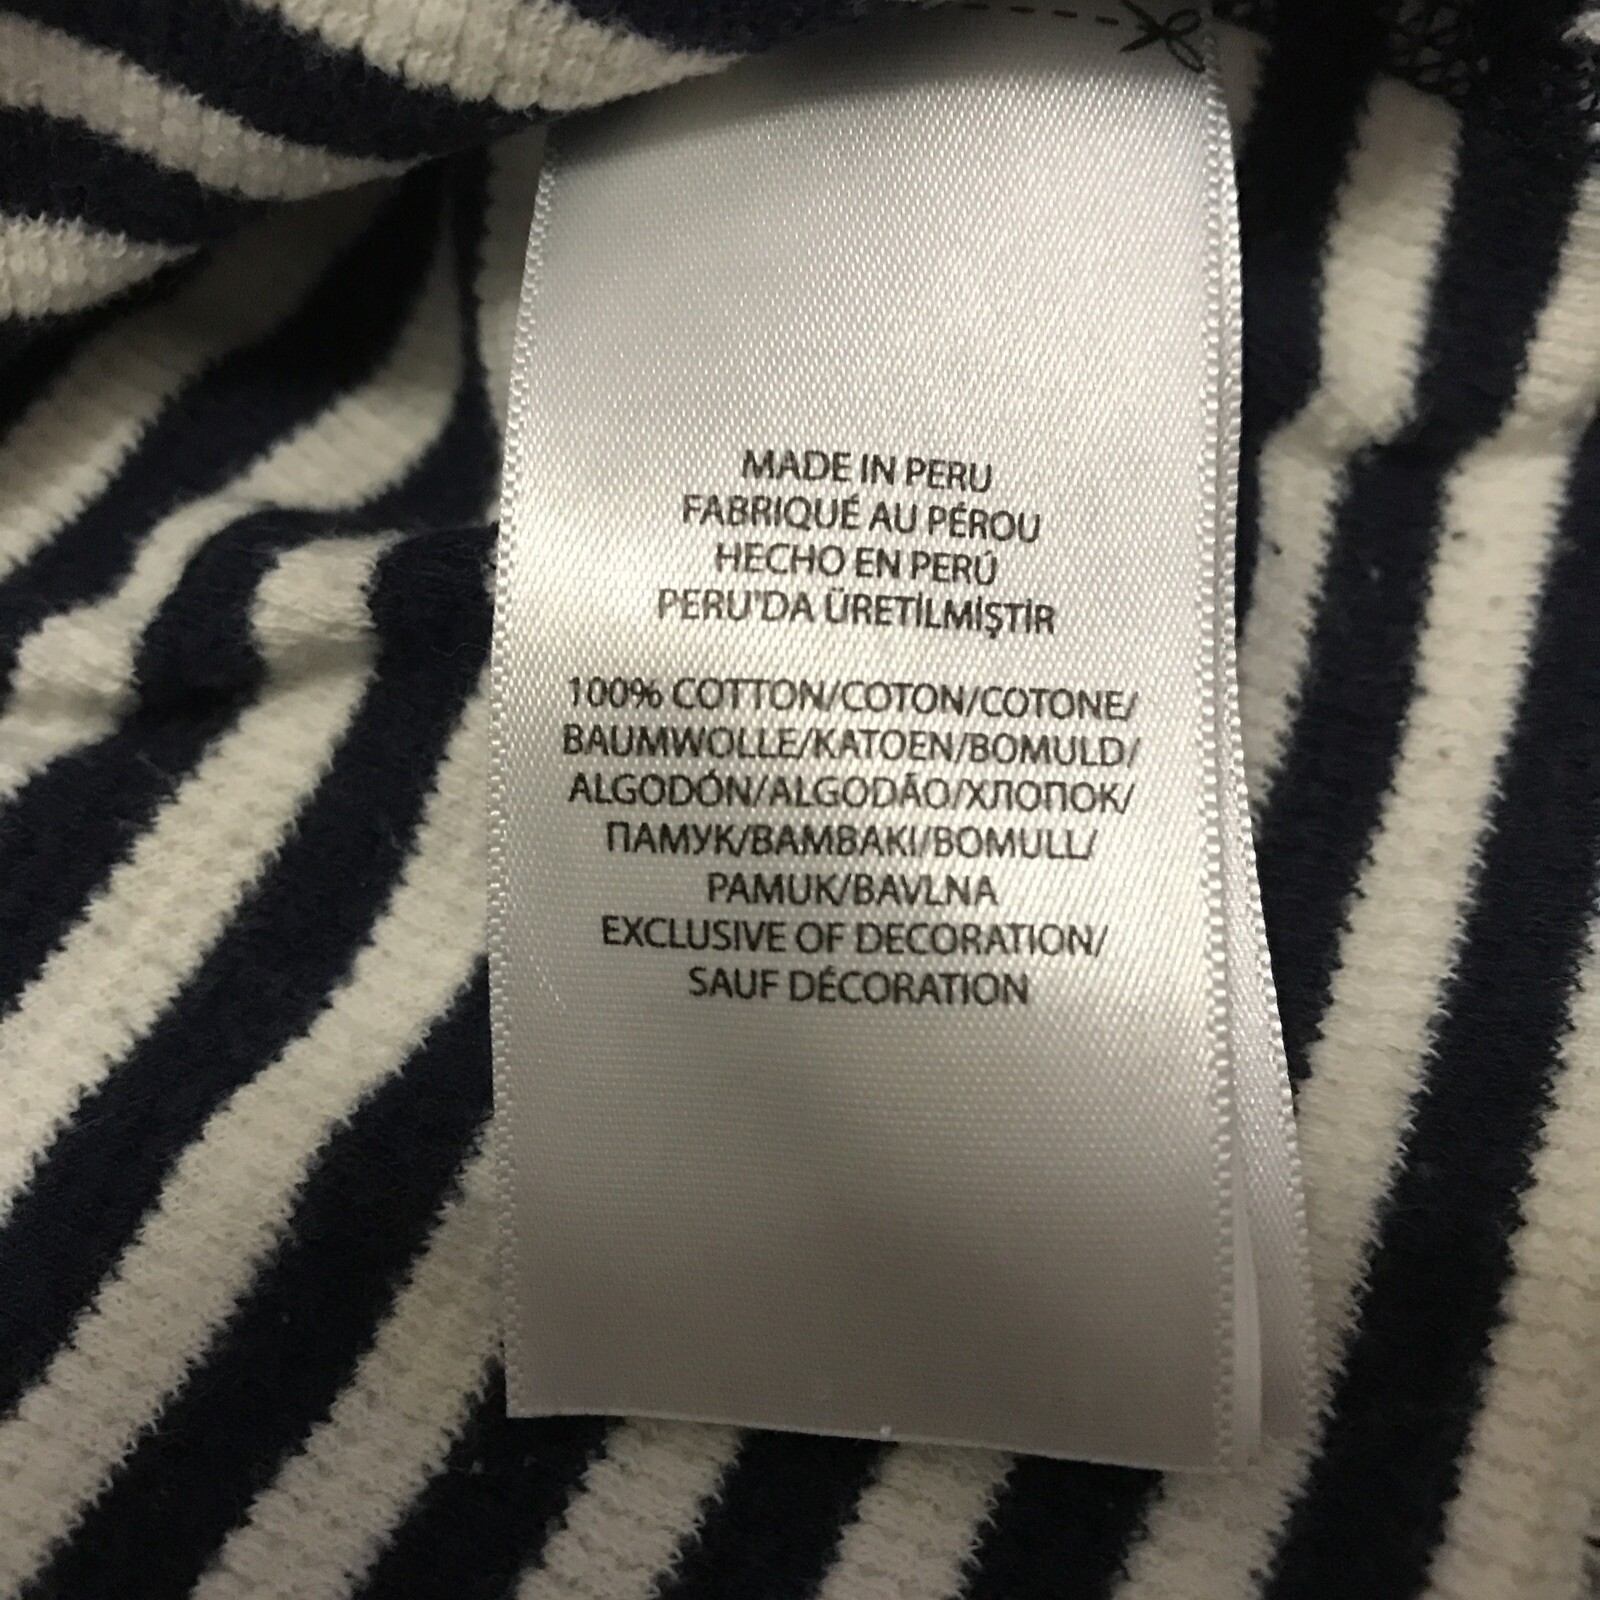 MADE IN PERU
FABRIQUÉ AU PÉROU
HECHO EN PERÚ
PERU'DA ÜRETİLMİŞTİR
100% COTTON/COTON/COTONE/
BAUMWOLLE/KATOEN/BOMULD/
ALGODÓN/ALGODÃO/ХЛОПОК/
ПАМУК/BAMBAKI/BOMULL/
PAMUK/BAVLNA
EXCLUSIVE OF DECORATION/
SAUF DÉCORATION